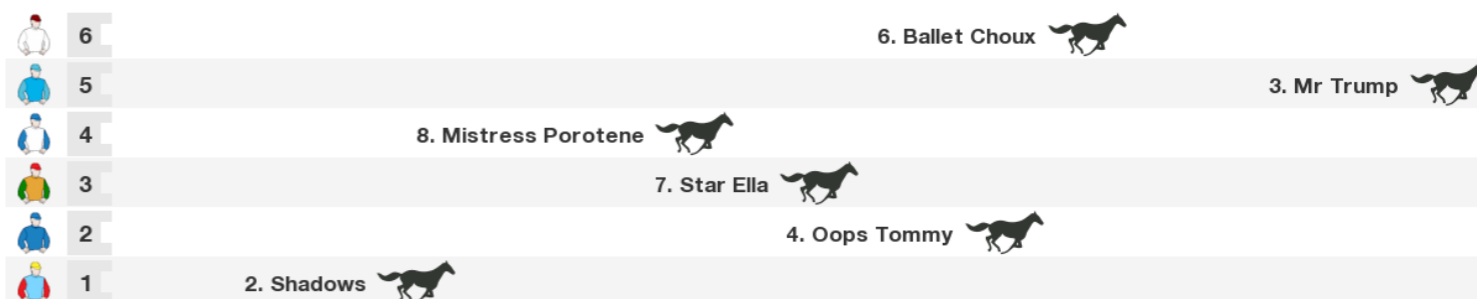 6 6. Ballet Choux
5 3. Mr Trump
4 8. Mistress Porotene
3 7. Star Ella
2 4. Oops Tommy
1 2. Shadows